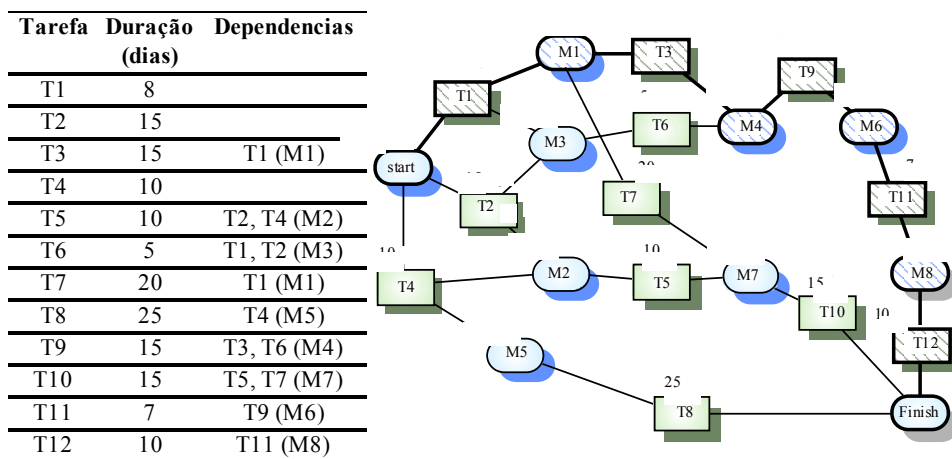 Tarefa Duração (dias) Dependencias
T1 8
T2 15
T3 15 T1 (M1)
T4 10
T5 10 T2, T4 (M2)
T6 5 T1, T2 (M3)
T7 20 T1 (M1)
T8 25 T4 (M5)
T9 15 T3, T6 (M4)
T10 15 T5, T7 (M7)
T11 7 T9 (M6)
T12 10 T11 (M8)
M1
T3
T9
T1
T6
M4
M6
M3
20
start
T2
T7
T11
10
M2
T5
M7
M8
T4
15
T10
10
T12
M5
25
T8
Finish